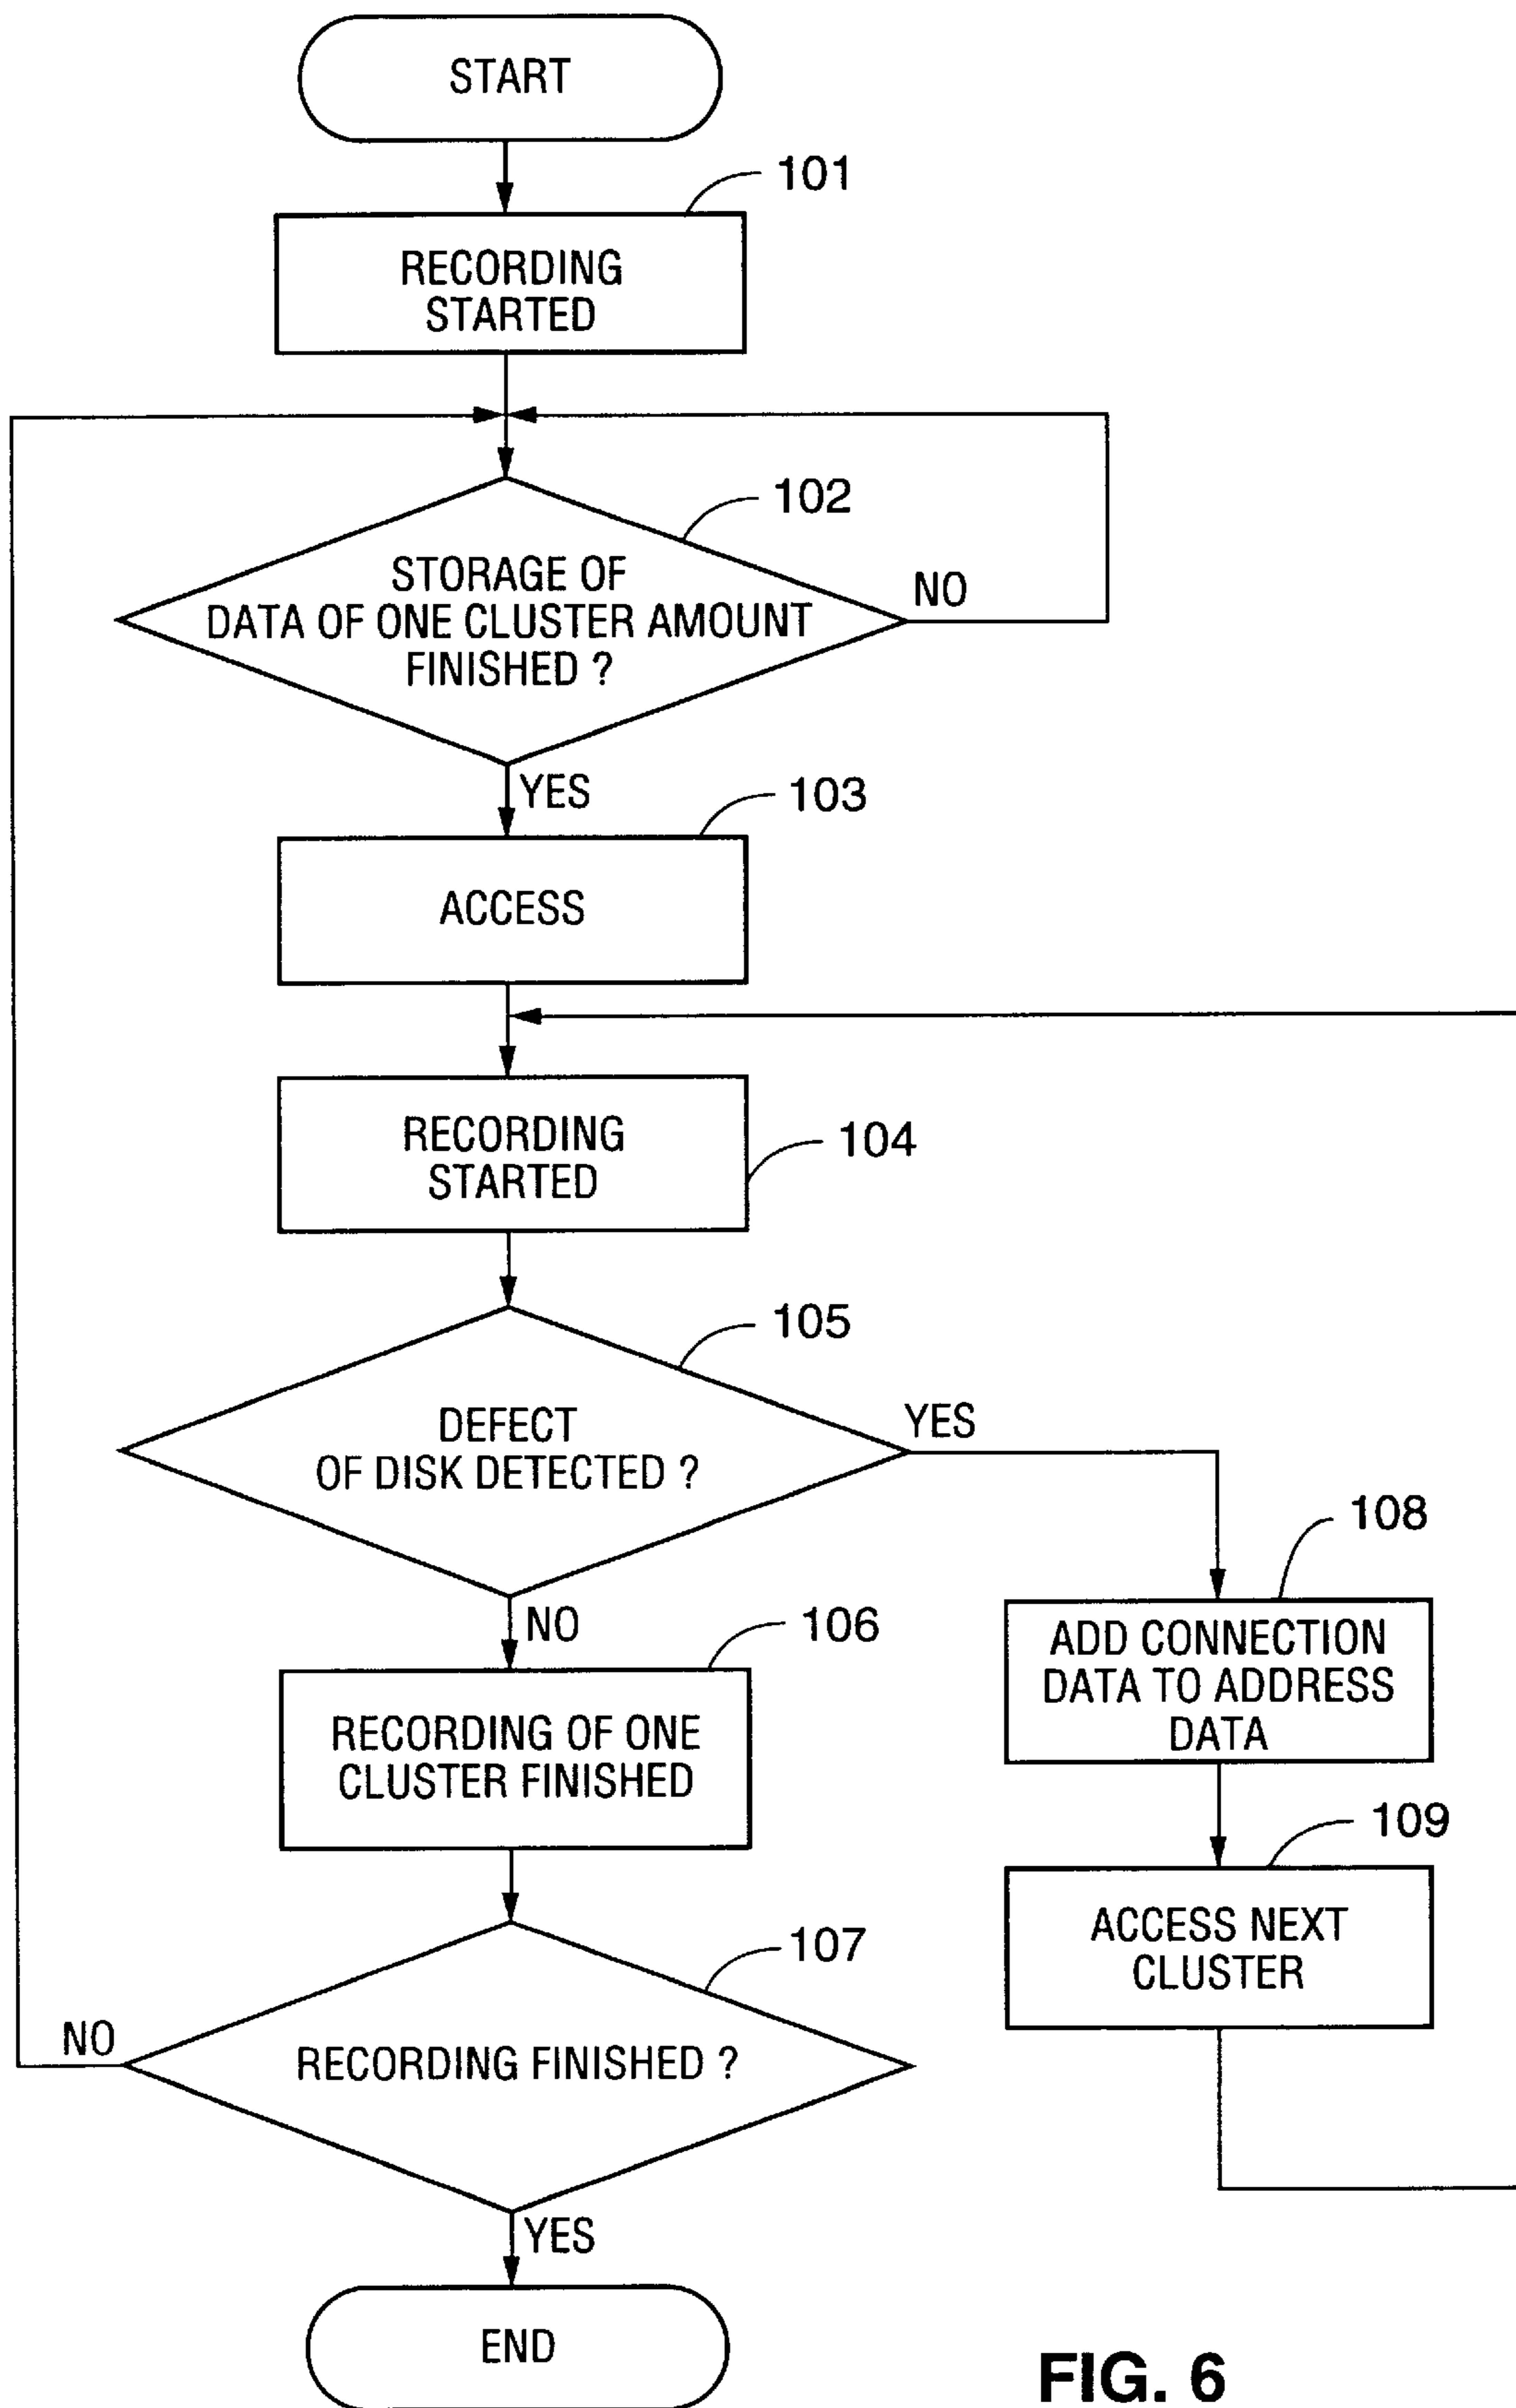 START
101
RECORDING
STARTED
102
STORAGE OF
DATA OF ONE CLUSTER AMOUNT
FINISHED ?
NO
YES
103
ACCESS
RECORDING
STARTED
104
105
DEFECT
OF DISK DETECTED ?
YES
NO
106
RECORDING OF ONE
CLUSTER FINISHED
108
ADD CONNECTION
DATA TO ADDRESS
DATA
109
ACCESS NEXT
CLUSTER
107
RECORDING FINISHED ?
NO
YES
END
FIG. 6